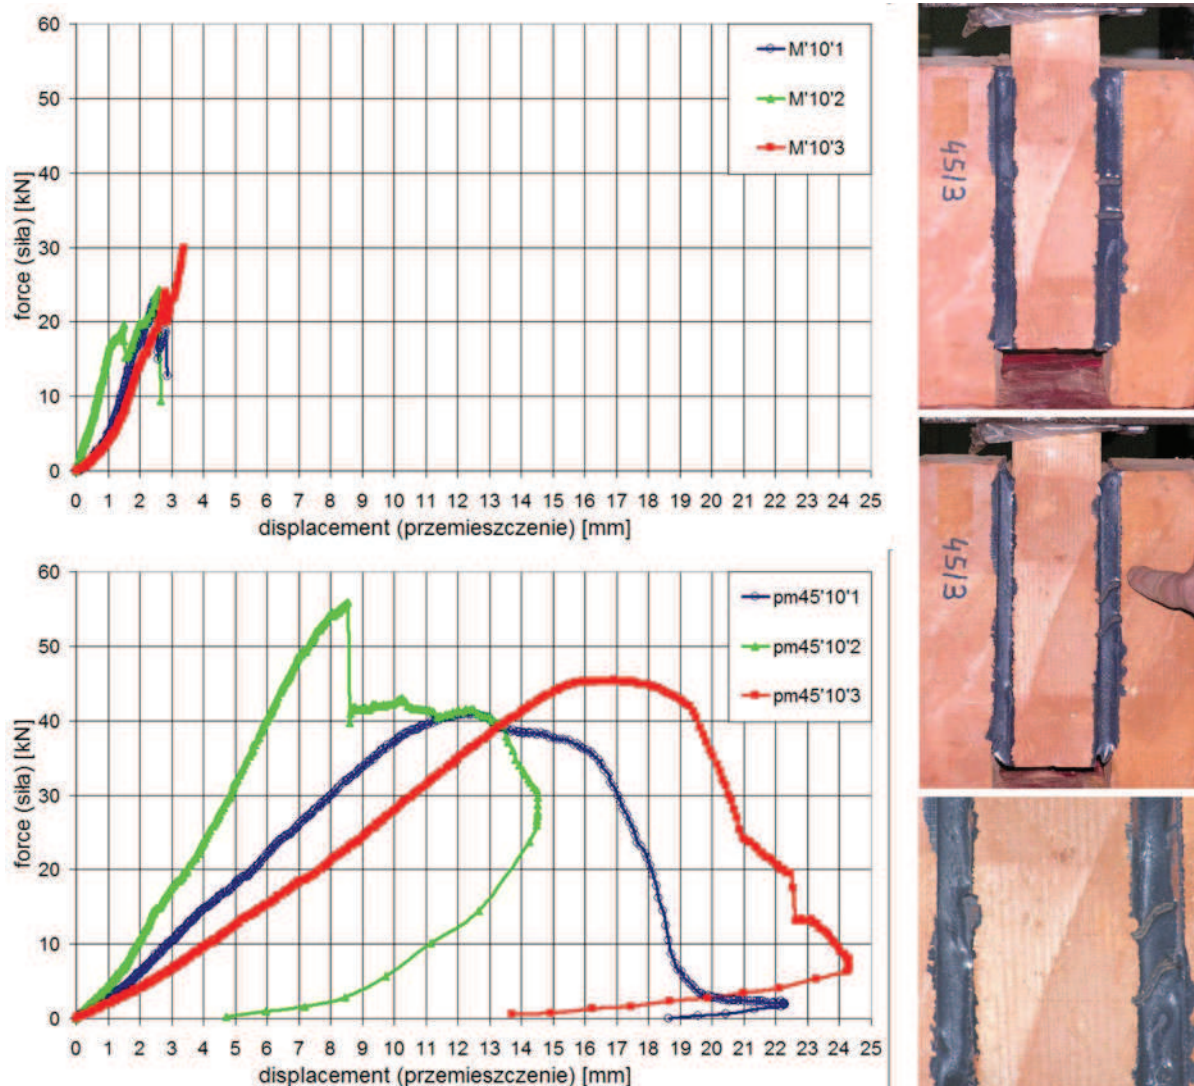 60
50
40
30
20
10
0
force (siła) [kN]
M'10'1
M'10'2
M'10'3
0 1 2 3 4 5 6 7 8 9 10 11 12 13 14 15 16 17 18 19 20 21 22 23 24 25
displacement (przemieszczenie) [mm]
60
50
40
30
20
10
0
force (siła) [kN]
pm45'10'1
pm45'10'2
pm45'10'3
0 1 2 3 4 5 6 7 8 9 10 11 12 13 14 15 16 17 18 19 20 21 22 23 24 25
displacement (przemieszczenie) [mm]
45/3
45/3